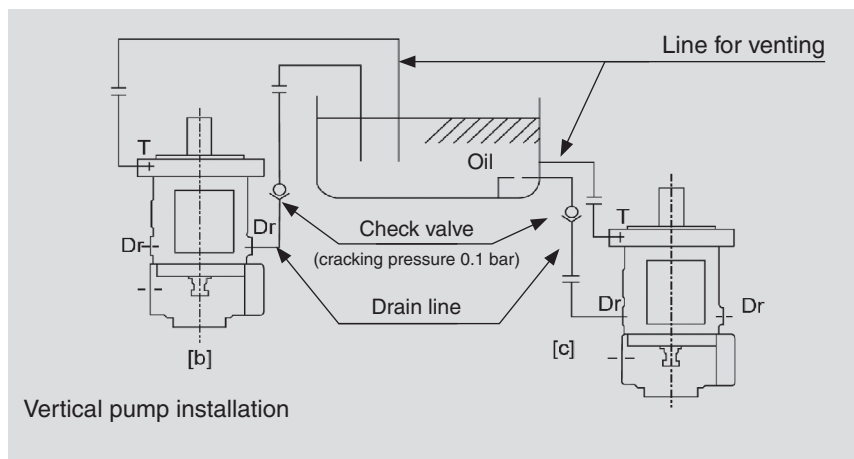 Line for venting
T
Oil
T
Dr
Dr
Check valve
(cracking pressure 0.1 bar)
Drain line
Dr
Dr
[b]
[c]
Vertical pump installation